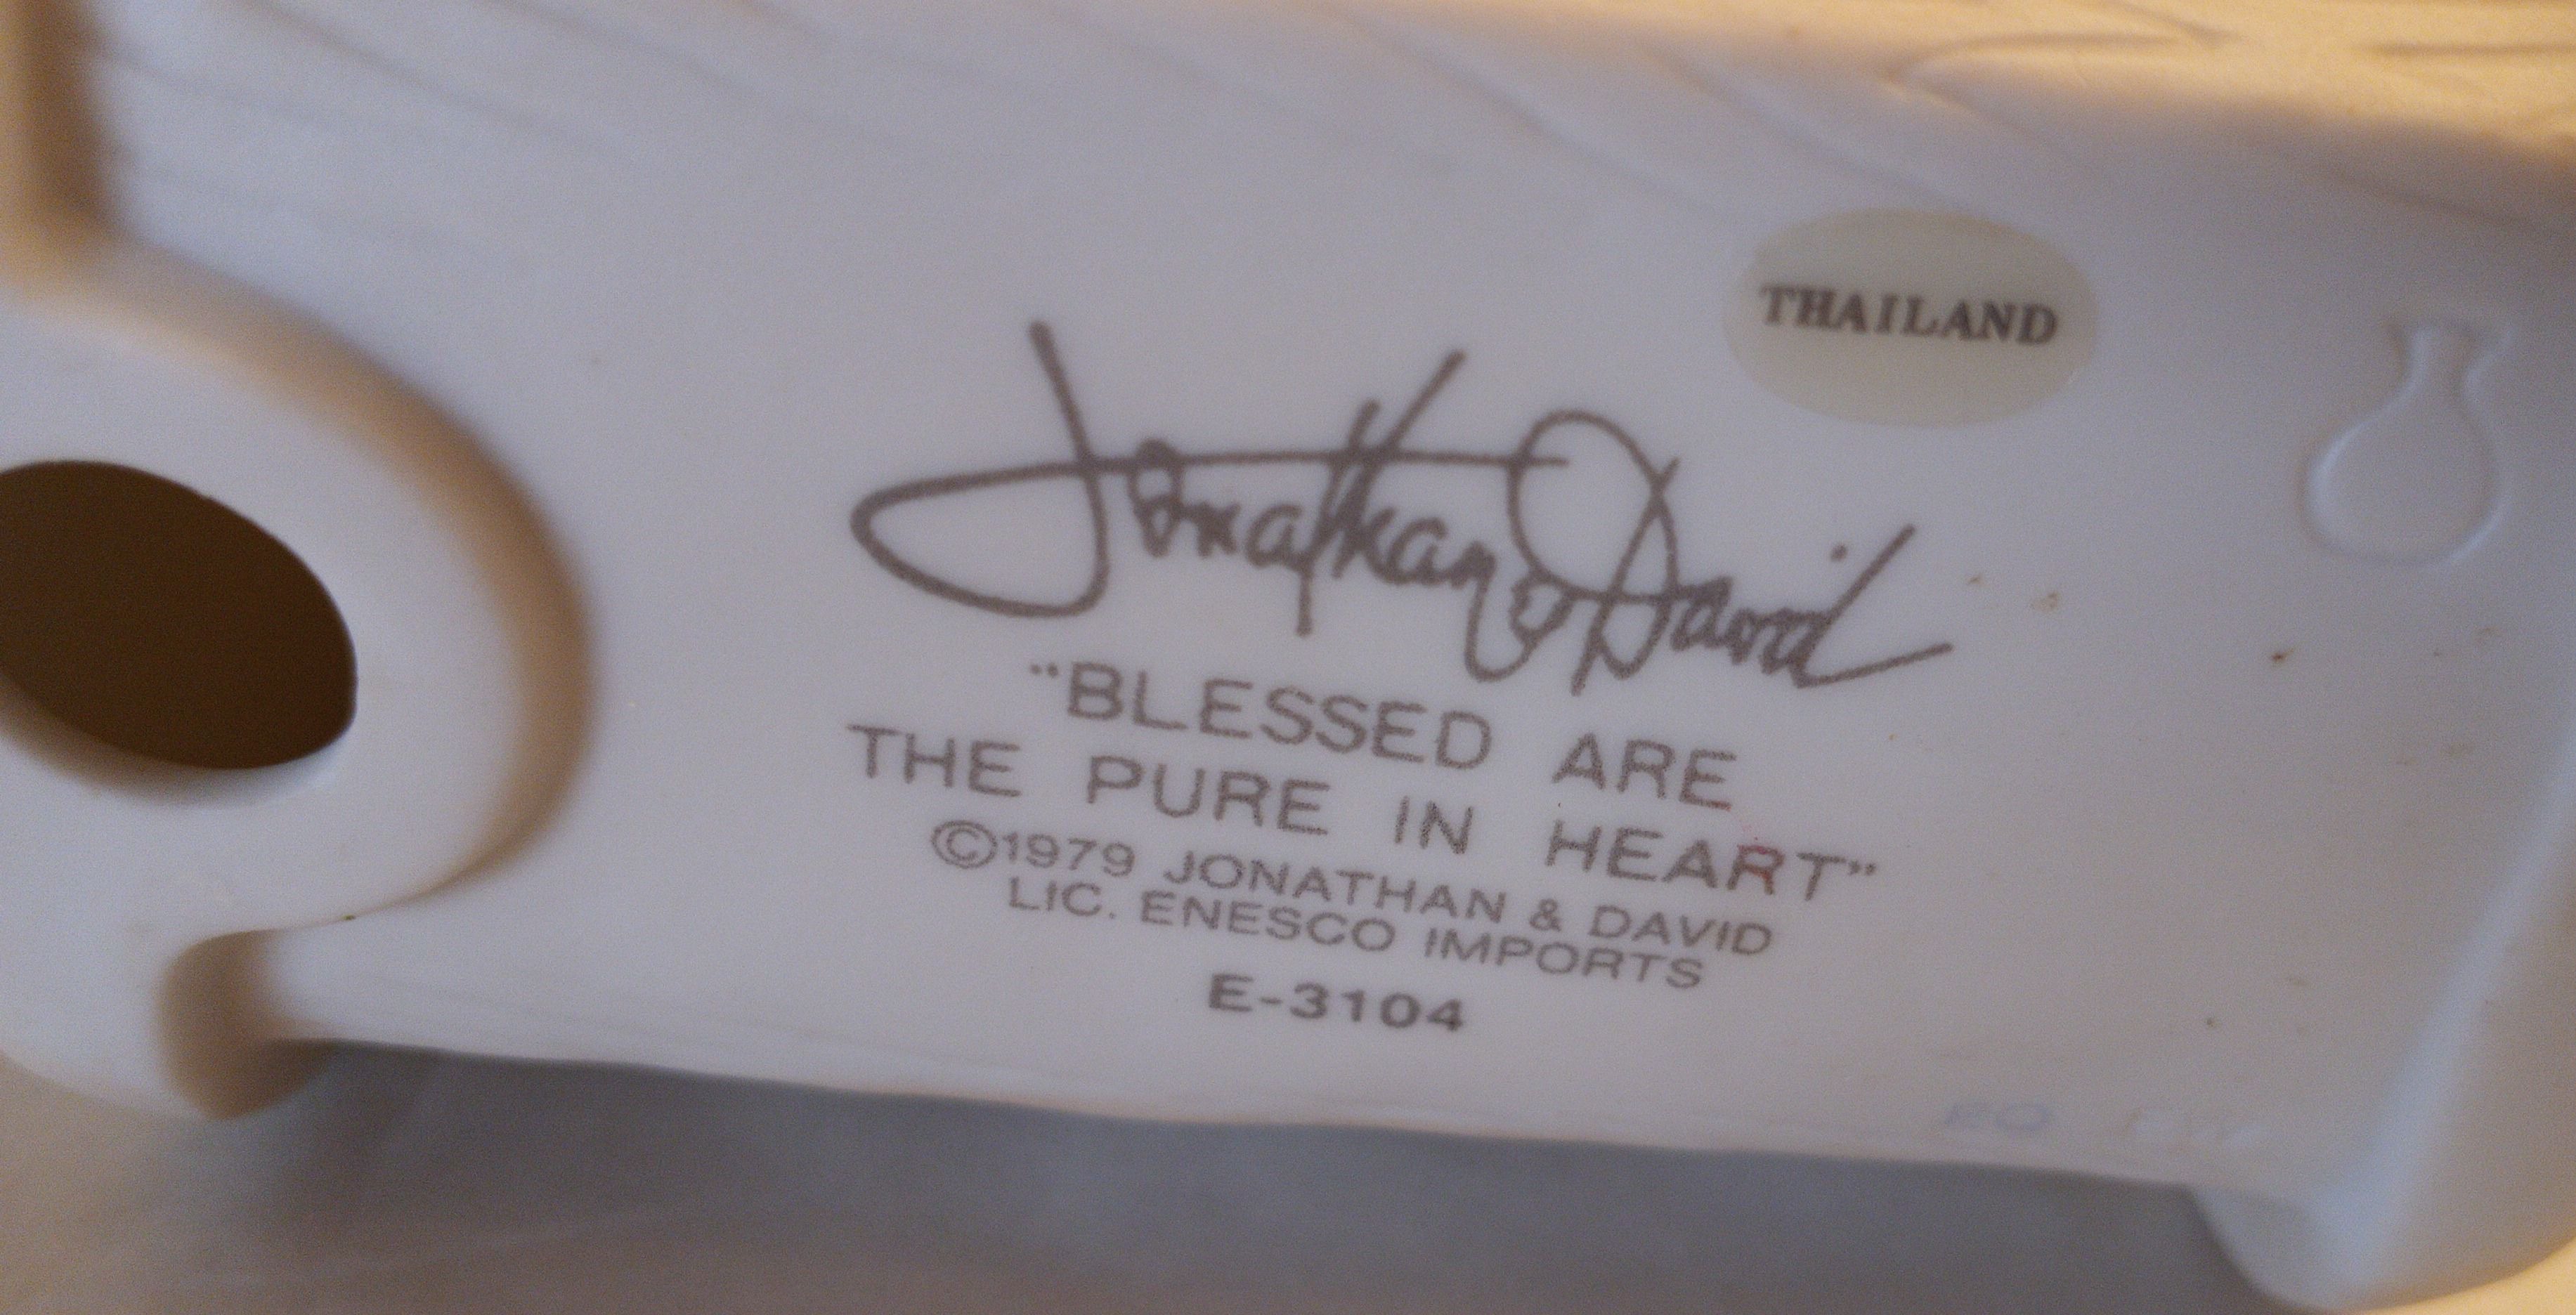 THAILAND
Jonathan & David
“BLESSED ARE
THE PURE IN HEART”
©1979 JONATHAN & DAVID
LIC. ENESCO IMPORTS
E-3104